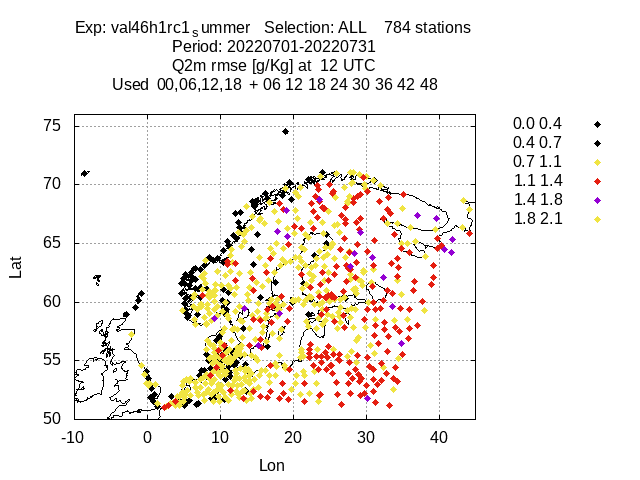 Exp: val46h1rc1summer Selection: ALL 784 stations
Period: 20220701-20220731
Q2m rmse [g/Kg] at 12 UTC
Used 00,06,12,18 + 06 12 18 24 30 36 42 48
75
70
65
60
55
50
-10 0 10 20 30 40
Lat
Lon
0.0 0.4
0.4 0.7
0.7 1.1
1.1 1.4
1.4 1.8
1.8 2.1